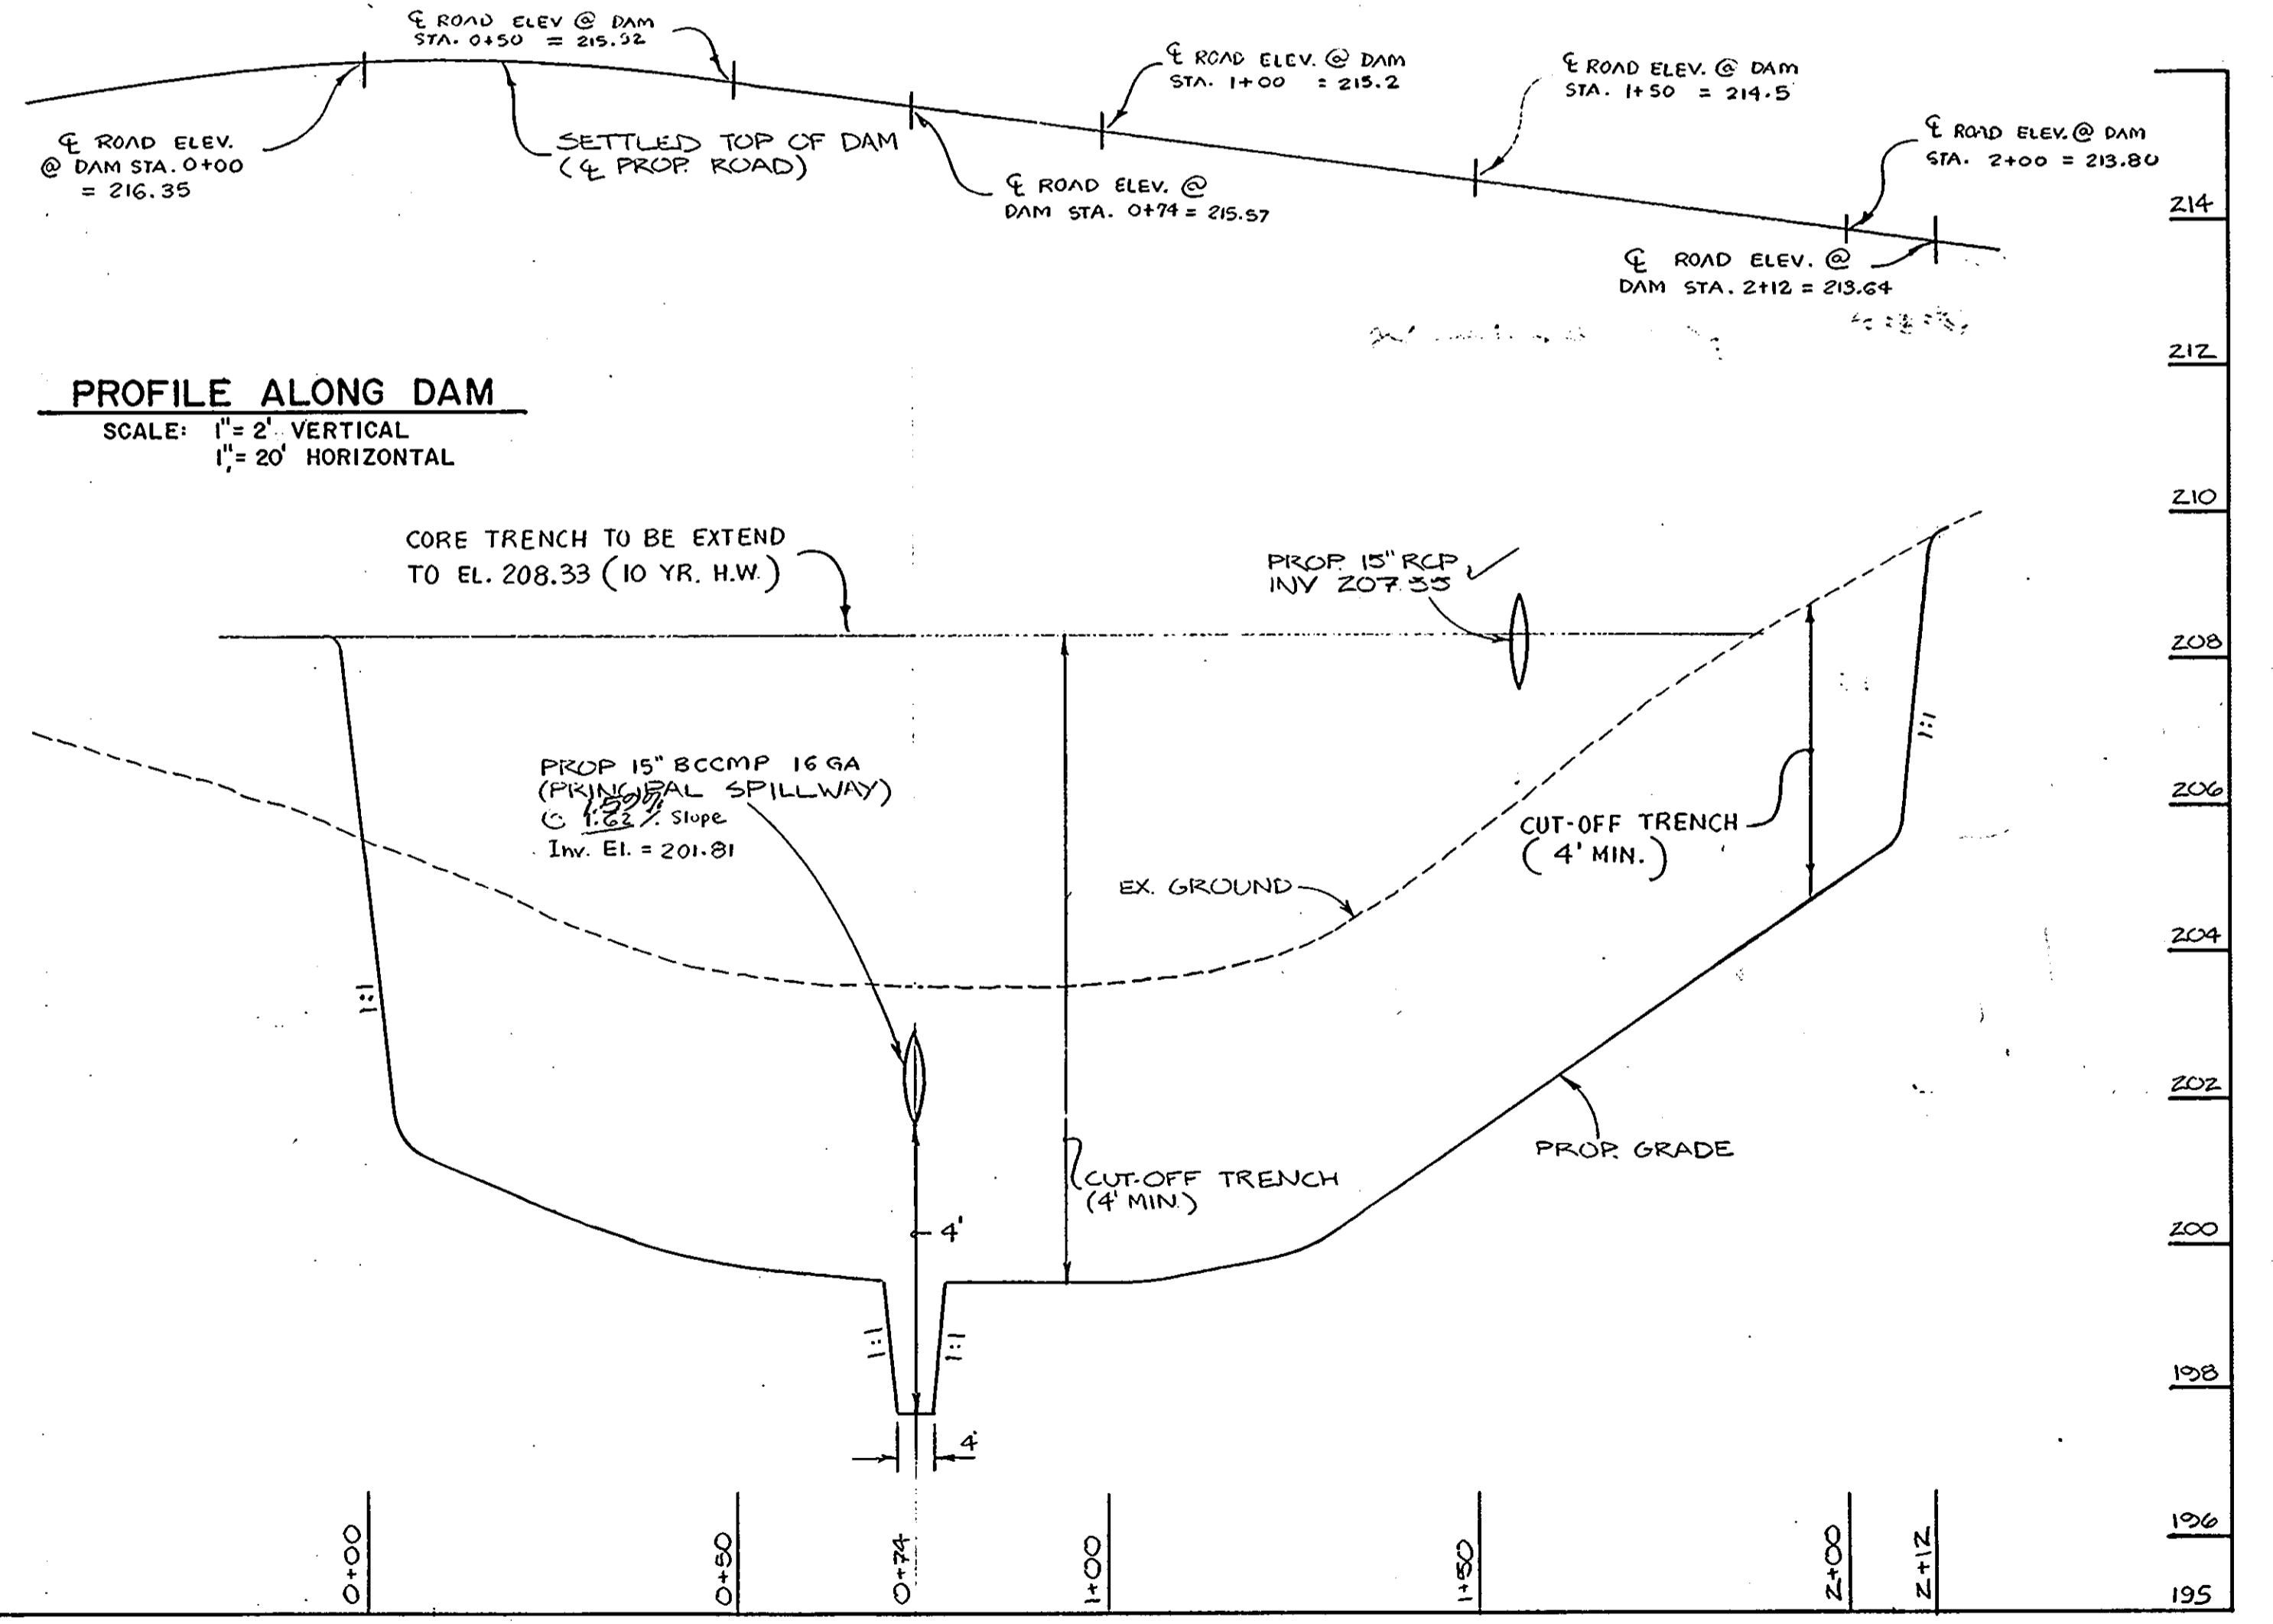 ℄ ROAD ELEV @ DAM
STA. 0+50 = 215.92
℄ ROAD ELEV. @ DAM
STA. 1+00 = 215.2
℄ ROAD ELEV. @ DAM
STA. 1+50 = 214.5
℄ ROAD ELEV. @ DAM
STA. 2+00 = 213.80
℄ ROAD ELEV.
@ DAM STA. 0+00
= 216.35
SETTLED TOP OF DAM
(℄ PROP. ROAD)
℄ ROAD ELEV. @
DAM STA. 0+74 = 215.57
℄ ROAD ELEV. @
DAM STA. 2+12 = 213.64
214
212
PROFILE ALONG DAM
SCALE: 1"= 2' VERTICAL
1"= 20' HORIZONTAL
210
CORE TRENCH TO BE EXTEND
TO EL. 208.33 (10 YR. H.W.)
PROP. 15" RCP
INV 207.55
208
1:1
PROP 15" BCCMP 16 GA
(PRINCIPAL SPILLWAY)
1.59%
@ 1.62 % Slope
Inv. El. = 201.81
206
CUT-OFF TRENCH
(4' MIN.)
EX. GROUND
204
1:1
202
PROP. GRADE
CUT-OFF TRENCH
(4' MIN.)
4'
200
1:1
1:1
198
4'
0+00
0+50
0+74
1+00
1+50
2+00
2+12
196
195